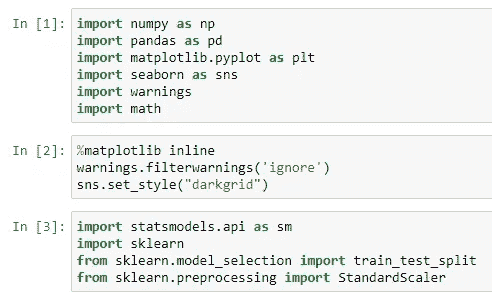 In [1]: import numpy as np
import pandas as pd
import matplotlib.pyplot as plt
import seaborn as sns
import warnings
import math
In [2]: %matplotlib inline
warnings.filterwarnings('ignore')
sns.set_style("darkgrid")
In [3]: import statsmodels.api as sm
import sklearn
from sklearn.model_selection import train_test_split
from sklearn.preprocessing import StandardScaler